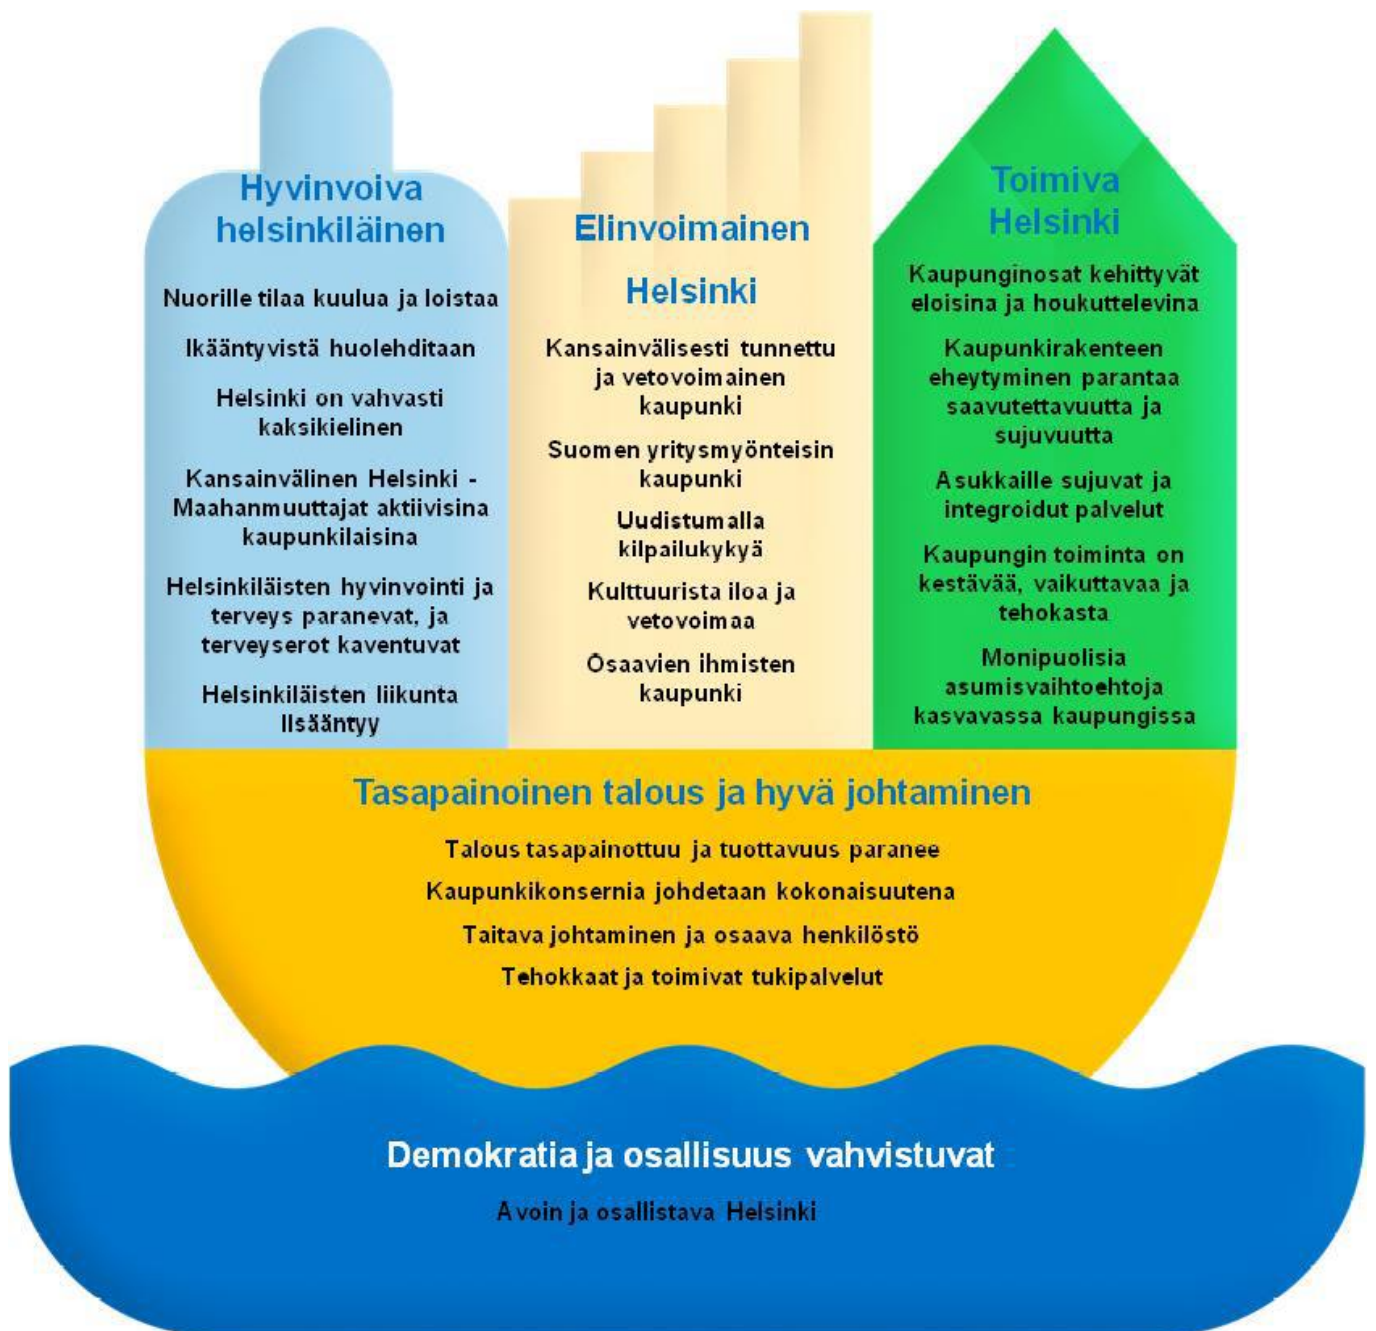 Hyvinvoiva
helsinkiläinen
Nuorille tilaa kuulua ja loistaa
Ikääntyvistä huolehditaan
Helsinki on vahvasti
kaksikielinen
Kansainvälinen Helsinki -
Maahanmuuttajat aktiivisina
kaupunkilaisina
Helsinkiläisten hyvinvointi ja
terveys paranevat, ja
terveyserot kaventuvat
Helsinkiläisten liikunta
lisääntyy
Elinvoimainen
Helsinki
Kansainvälisesti tunnettu
ja vetovoimainen
kaupunki
Suomen yritysmyönteisin
kaupunki
Uudistumalla
kilpailukykyä
Kulttuurista iloa ja
vetovoimaa
Osaavien ihmisten
kaupunki
Toimiva
Helsinki
Kaupunginosat kehittyvät
eloisina ja houkuttelevina
Kaupunkirakenteen
eheytyminen parantaa
saavutettavuutta ja
sujuvuutta
Asukkaille sujuvat ja
integroidut palvelut
Kaupungin toiminta on
kestävää, vaikuttavaa ja
tehokasta
Monipuolisia
asumisvaihtoehtoja
kasvavassa kaupungissa
Tasapainoinen talous ja hyvä johtaminen
Talous tasapainottuu ja tuottavuus paranee
Kaupunkikonsernia johdetaan kokonaisuutena
Taitava johtaminen ja osaava henkilöstö
Tehokkaat ja toimivat tukipalvelut
Demokratia ja osallisuus vahvistuvat
Avoin ja osallistava Helsinki